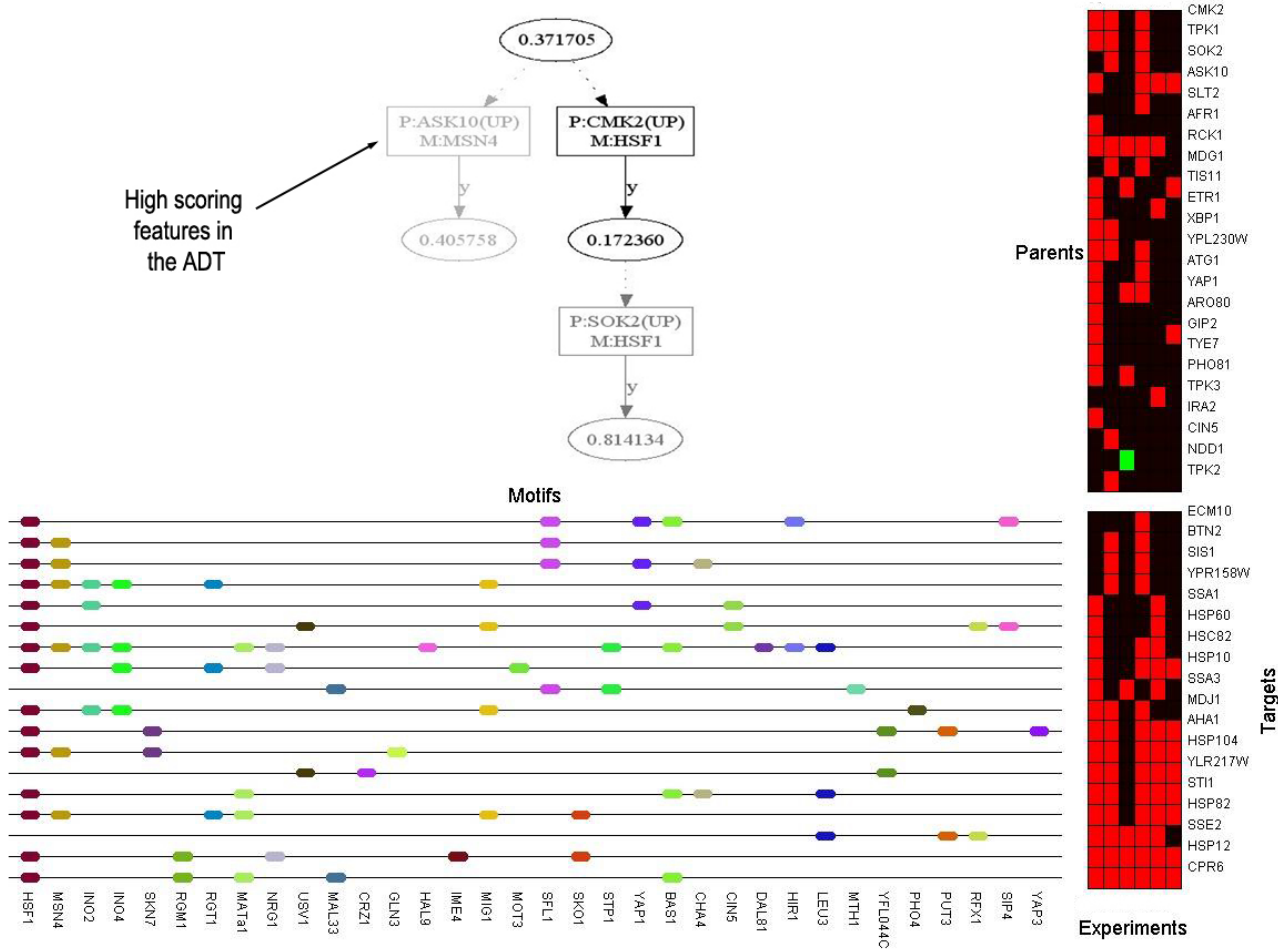 0.371705
P:ASK10(UP)
M:MSN4
P:CMK2(UP)
M:HSF1
y
y
High scoring
features in
the ADT
0.405758
0.172360
P:SOK2(UP)
M:HSF1
y
0.814134
Parents
CMK2
TPK1
SOK2
ASK10
SLT2
AFR1
RCK1
MDG1
TIS11
ETR1
XBP1
YPL230W
ATG1
YAP1
ARO80
GIP2
TYE7
PHO81
TPK3
IRA2
CIN5
NDD1
TPK2
Motifs
ECM10
BTN2
SIS1
YPR158W
SSA1
HSP60
HSC82
HSP10
SSA3
MDJ1
AHA1
HSP104
YLR217W
STI1
HSP82
SSE2
HSP12
CPR6
Targets
HSF1
MSN4
INO2
INO4
SKN7
RGM1
RGT1
MATa1
NRG1
USV1
MAL33
CRZ1
GLN3
HAL9
IME4
MIG1
MOT3
SFL1
SKO1
STP1
YAP1
BAS1
CHA4
CIN5
DAL81
HIR1
LEU3
MTH1
YFL044C
PHO4
PUT3
RFX1
SIP4
YAP3
Experiments